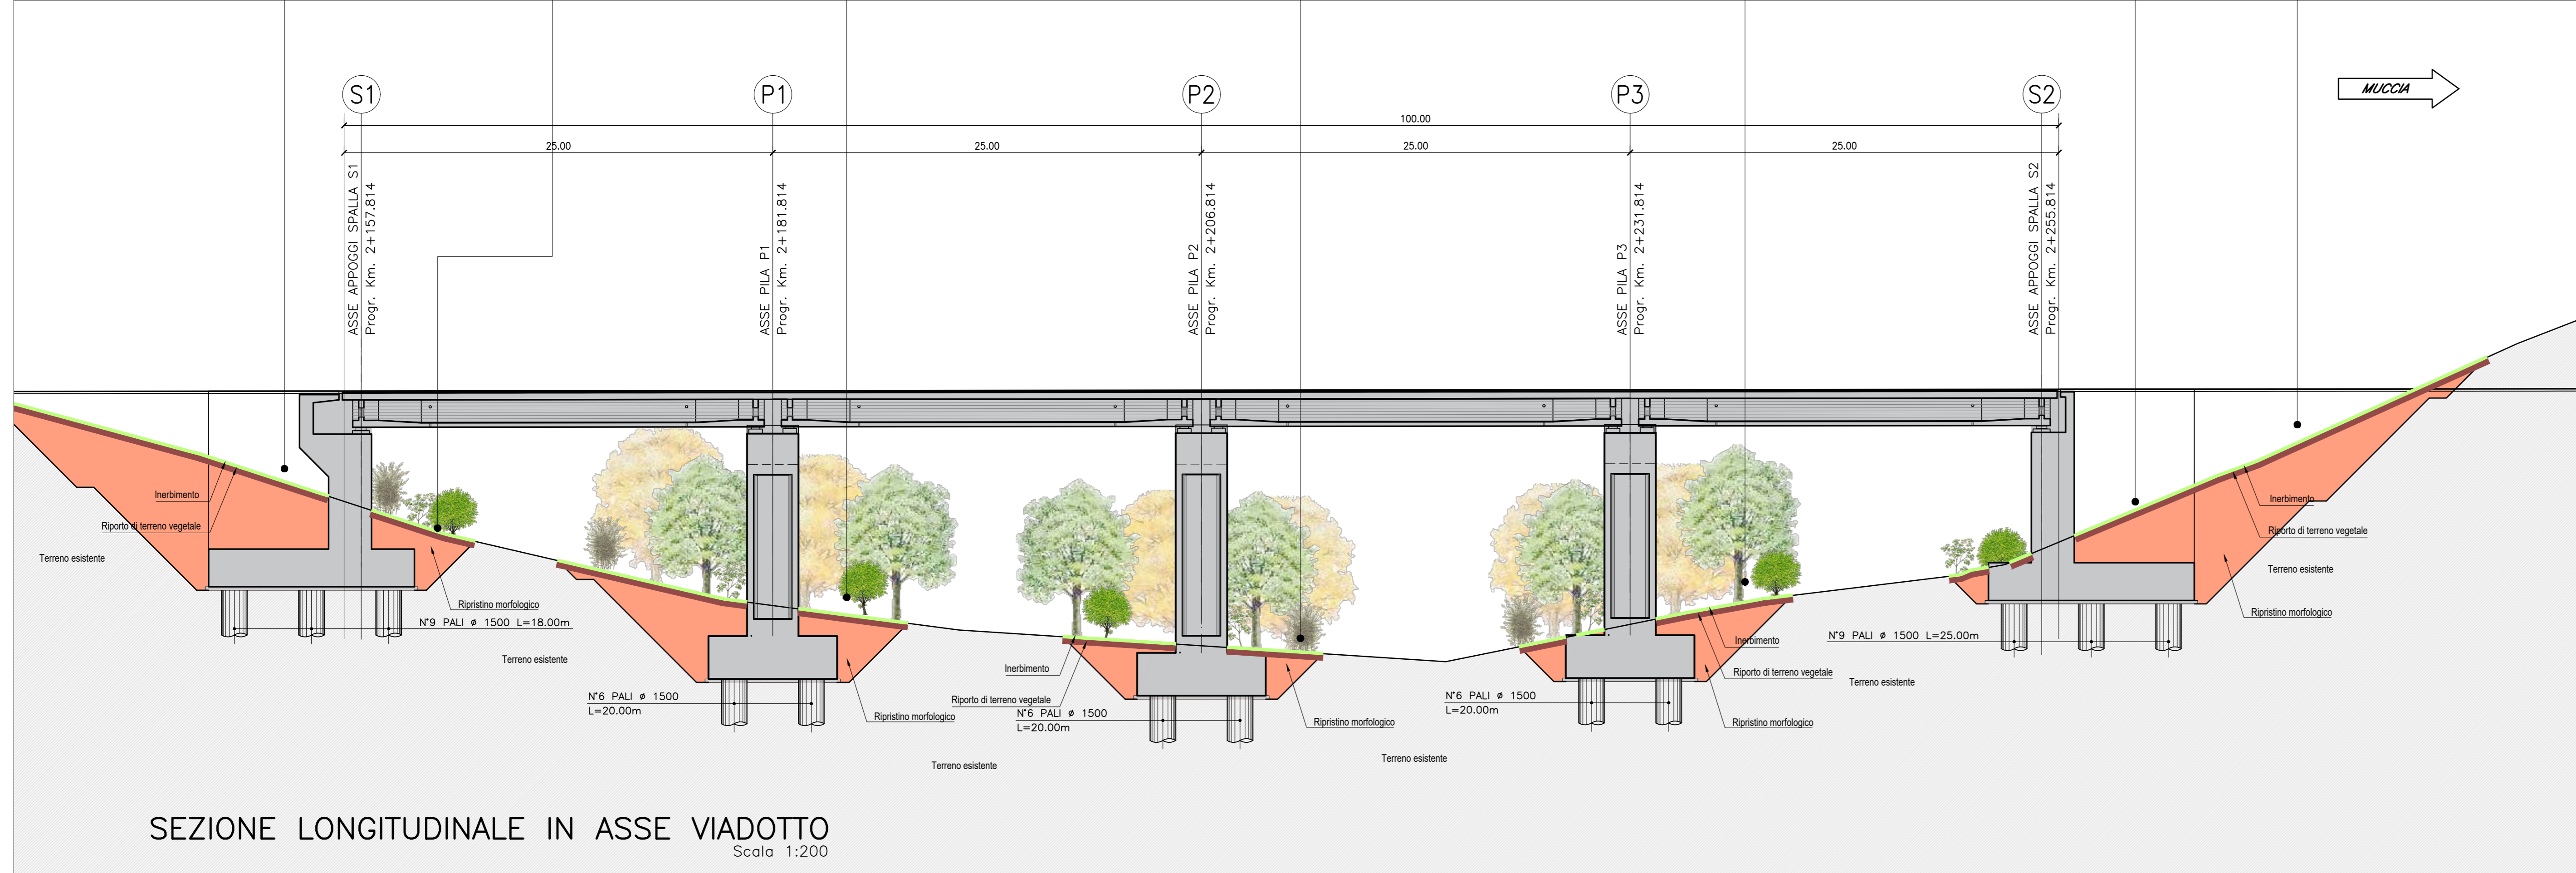 S1
P1
P2
P3
S2
MUCCIA
100.00
25.00
25.00
25.00
25.00
ASSE APPOGGI SPALLA S1
Progr. Km. 2+157.814
ASSE PILA P1
Progr. Km. 2+181.814
ASSE PILA P2
Progr. Km. 2+206.814
ASSE PILA P3
Progr. Km. 2+231.814
ASSE APPOGGI SPALLA S2
Progr. Km. 2+255.814
Inerbimento
Riporto di terreno vegetale
Terreno esistente
Ripristino morfologico
N°9 PALI ø 1500 L=18.00m
Terreno esistente
N°6 PALI ø 1500
L=20.00m
Ripristino morfologico
Terreno esistente
Inerbimento
Riporto di terreno vegetale
N°6 PALI ø 1500
L=20.00m
Ripristino morfologico
Terreno esistente
N°6 PALI ø 1500
L=20.00m
Inerbimento
Riporto di terreno vegetale
Ripristino morfologico
N°9 PALI ø 1500 L=25.00m
Terreno esistente
Inerbimento
Riporto di terreno vegetale
Terreno esistente
Ripristino morfologico
SEZIONE LONGITUDINALE IN ASSE VIADOTTO
Scala 1:200